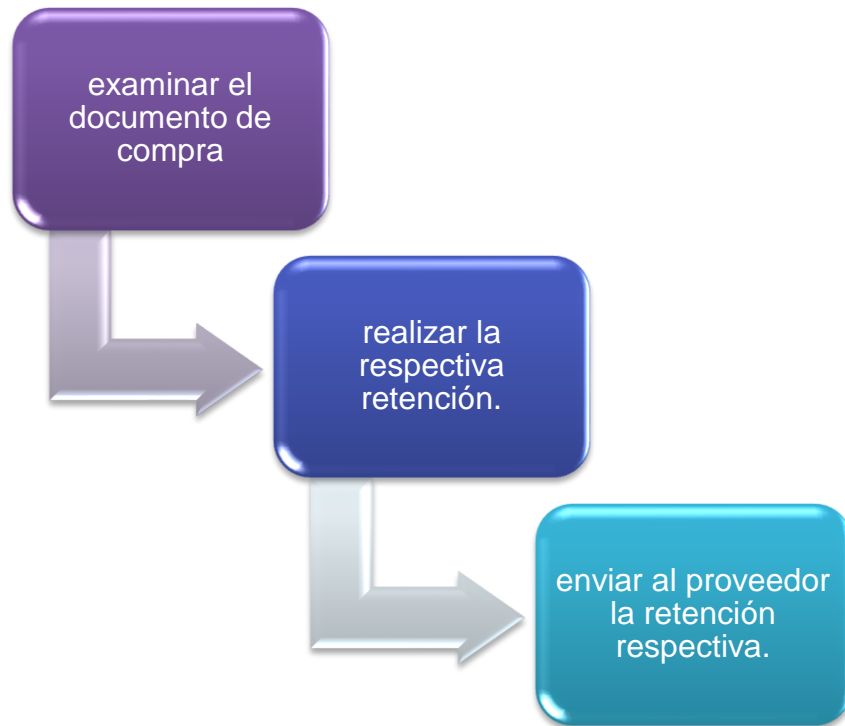 examinar el
documento de
compra
realizar la
respectiva
retención.
enviar al proveedor
la retención
respectiva.